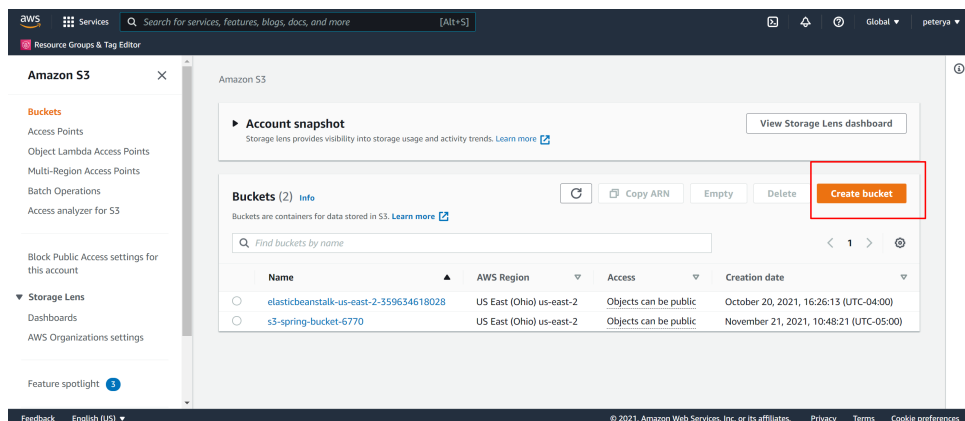 aws Services Search for services, features, blogs, docs, and more [Alt+S] Global ▼ peterya ▼
Resource Groups & Tag Editor
Amazon S3
Buckets
Access Points
Object Lambda Access Points
Multi-Region Access Points
Batch Operations
Access analyzer for S3
Block Public Access settings for
this account
▼ Storage Lens
Dashboards
AWS Organizations settings
Feature spotlight 3
Amazon S3
Account snapshot
View Storage Lens dashboard
Storage lens provides visibility into storage usage and activity trends. Learn more
Buckets (2) Info
Copy ARN Empty Delete Create bucket
Buckets are containers for data stored in S3. Learn more
Find buckets by name
< 1 >
Name AWS Region Access Creation date
elasticbeanstalk-us-east-2-359634618028 US East (Ohio) us-east-2 Objects can be public October 20, 2021, 16:26:13 (UTC-04:00)
s3-spring-bucket-6770 US East (Ohio) us-east-2 Objects can be public November 21, 2021, 10:48:21 (UTC-05:00)
Feedback English (US) ▼ © 2021, Amazon Web Services, Inc. or its affiliates. Privacy Terms Cookie preferences